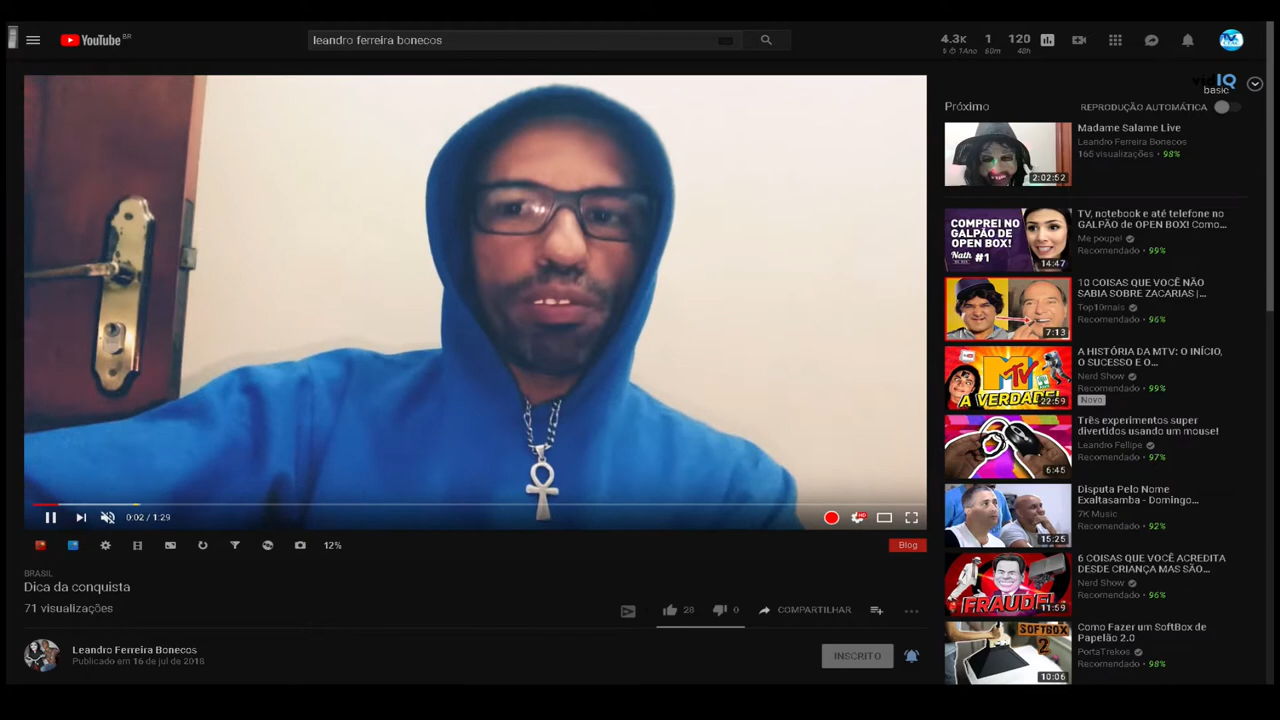 YouTube BR
leandro ferreira bonecos
4.3K 1 120
1Ano 60m 48h
vidIQ
basic
Próximo
REPRODUÇÃO AUTOMÁTICA
Madame Salame Live
Leandro Ferreira Bonecos
166 visualizações • 98%
2:02:52
COMPREI NO
GALPÃO DE
OPEN BOX!
Nath #1
14:47
TV, notebook e até telefone no
GALPÃO de OPEN BOX! Como...
Me poupe!
Recomendado • 99%
7:13
10 COISAS QUE VOCÊ NÃO
SABIA SOBRE ZACARIAS |...
Top10mais
Recomendado • 96%
MTV
A VERDADE!
22:59
A HISTÓRIA DA MTV: O INÍCIO,
O SUCESSO E O...
Nerd Show
Recomendado • 99%
Novo
6:45
Três experimentos super
divertidos usando um mouse!
Leandro Fellipe
Recomendado • 97%
15:25
Disputa Pelo Nome
Exaltasamba - Domingo...
7K Music
Recomendado • 92%
FRAUDE!
11:59
6 COISAS QUE VOCÊ ACREDITA
DESDE CRIANÇA MAS SÃO...
Nerd Show
Recomendado • 96%
SOFTBOX
2
10:06
Como Fazer um SoftBox de
Papelão 2.0
PortaTrekos
Recomendado • 98%
0:02 / 1:29
HD
12%
Blog
BRASIL
Dica da conquista
71 visualizações
28 0 COMPARTILHAR
Leandro Ferreira Bonecos
Publicado em 16 de jul de 2018
INSCRITO